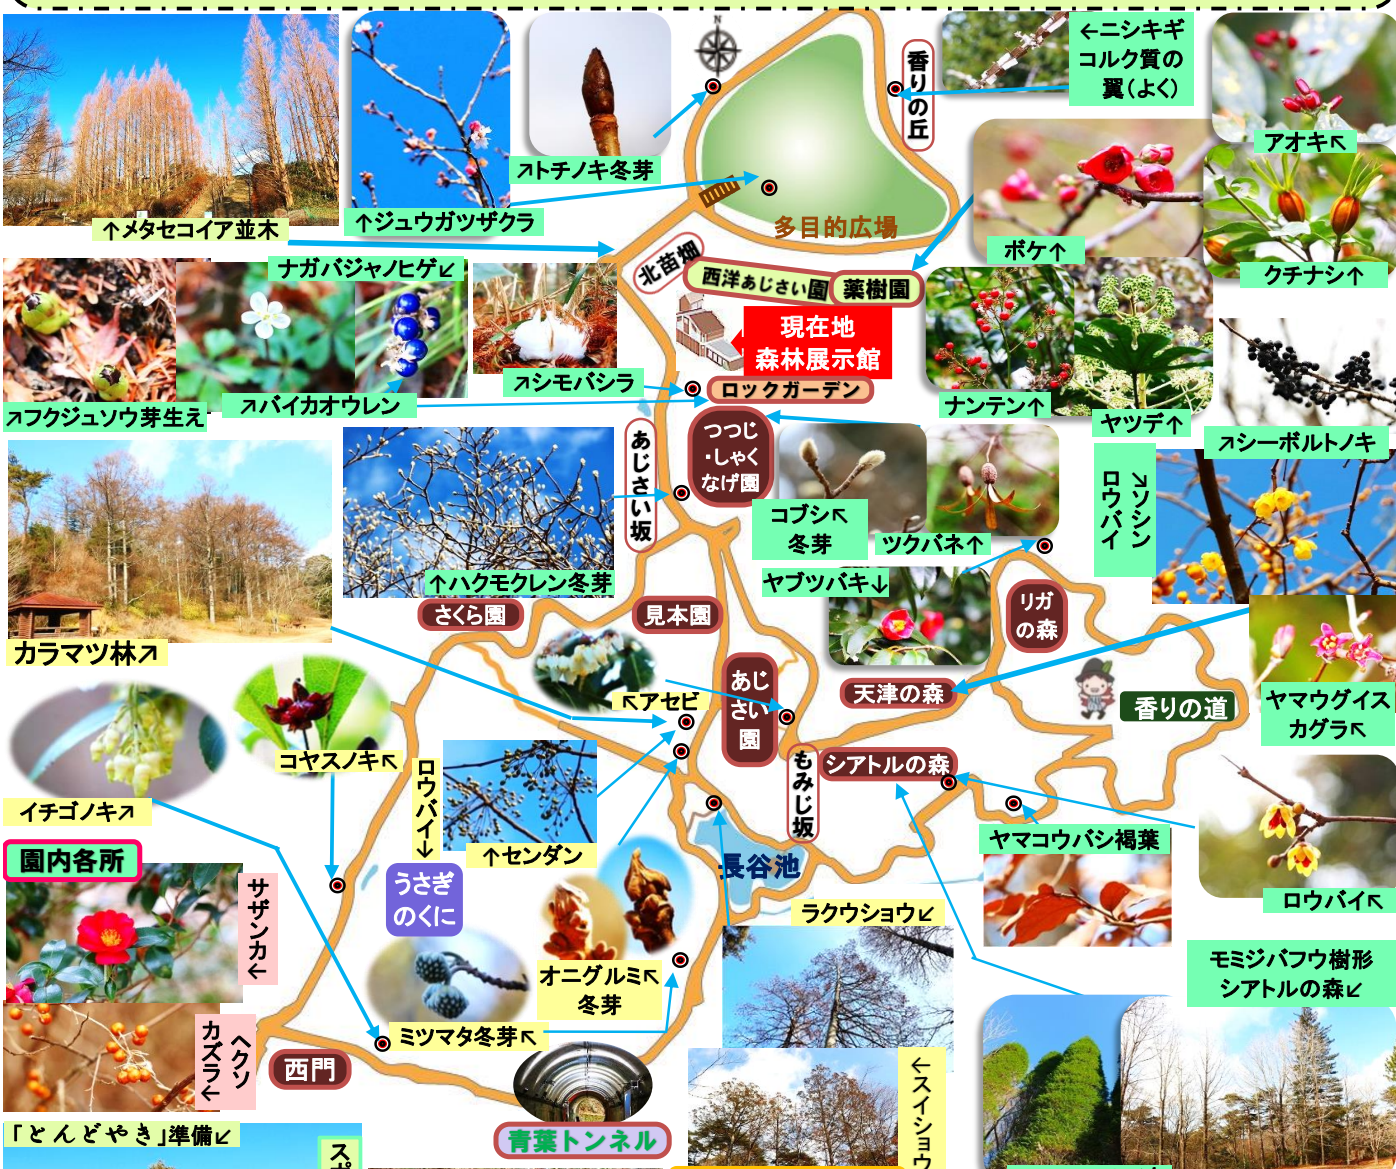 ←ニシキギ
コルク質の
翼(よく)
香りの丘
アオキ↖
↗トチノキ冬芽
↑ジュウガツザクラ
↑メタセコイア並木
多目的広場
ボケ↑
クチナシ↑
ナガバジャノヒゲ↙
北苗畑
西洋あじさい園
薬樹園
現在地
森林展示館
↗シモバシラ
ロックガーデン
↗フクジュソウ芽生え
↗バイカオウレン
ナンテン↑
ヤツデ↑
↗シーボルトノキ
つつじ
・しゃく
なげ園
あじさい坂
↘ソシン
ロウバイ
コブシ↖
冬芽
ツクバネ↑
↑ハクモクレン冬芽
ヤブツバキ↓
さくら園
見本園
リガ
の森
カラマツ林↗
↖アセビ
あじ
さい
園
天津の森
香りの道
ヤマウグイス
カグラ↖
コヤスノキ↖
ロウバイ↓
もみじ坂
シアトルの森
イチゴノキ↗
↑センダン
ヤマコウバシ褐葉
園内各所
長谷池
うさぎ
のくに
サザンカ←
ラクウショウ↙
ロウバイ↖
オニグルミ↖
冬芽
モミジバフウ樹形
シアトルの森↙
ミツマタ冬芽↖
ヘクソ
カズラ←
西門
←スイショウ
青葉トンネル
「とんどやき」準備↙
スポ